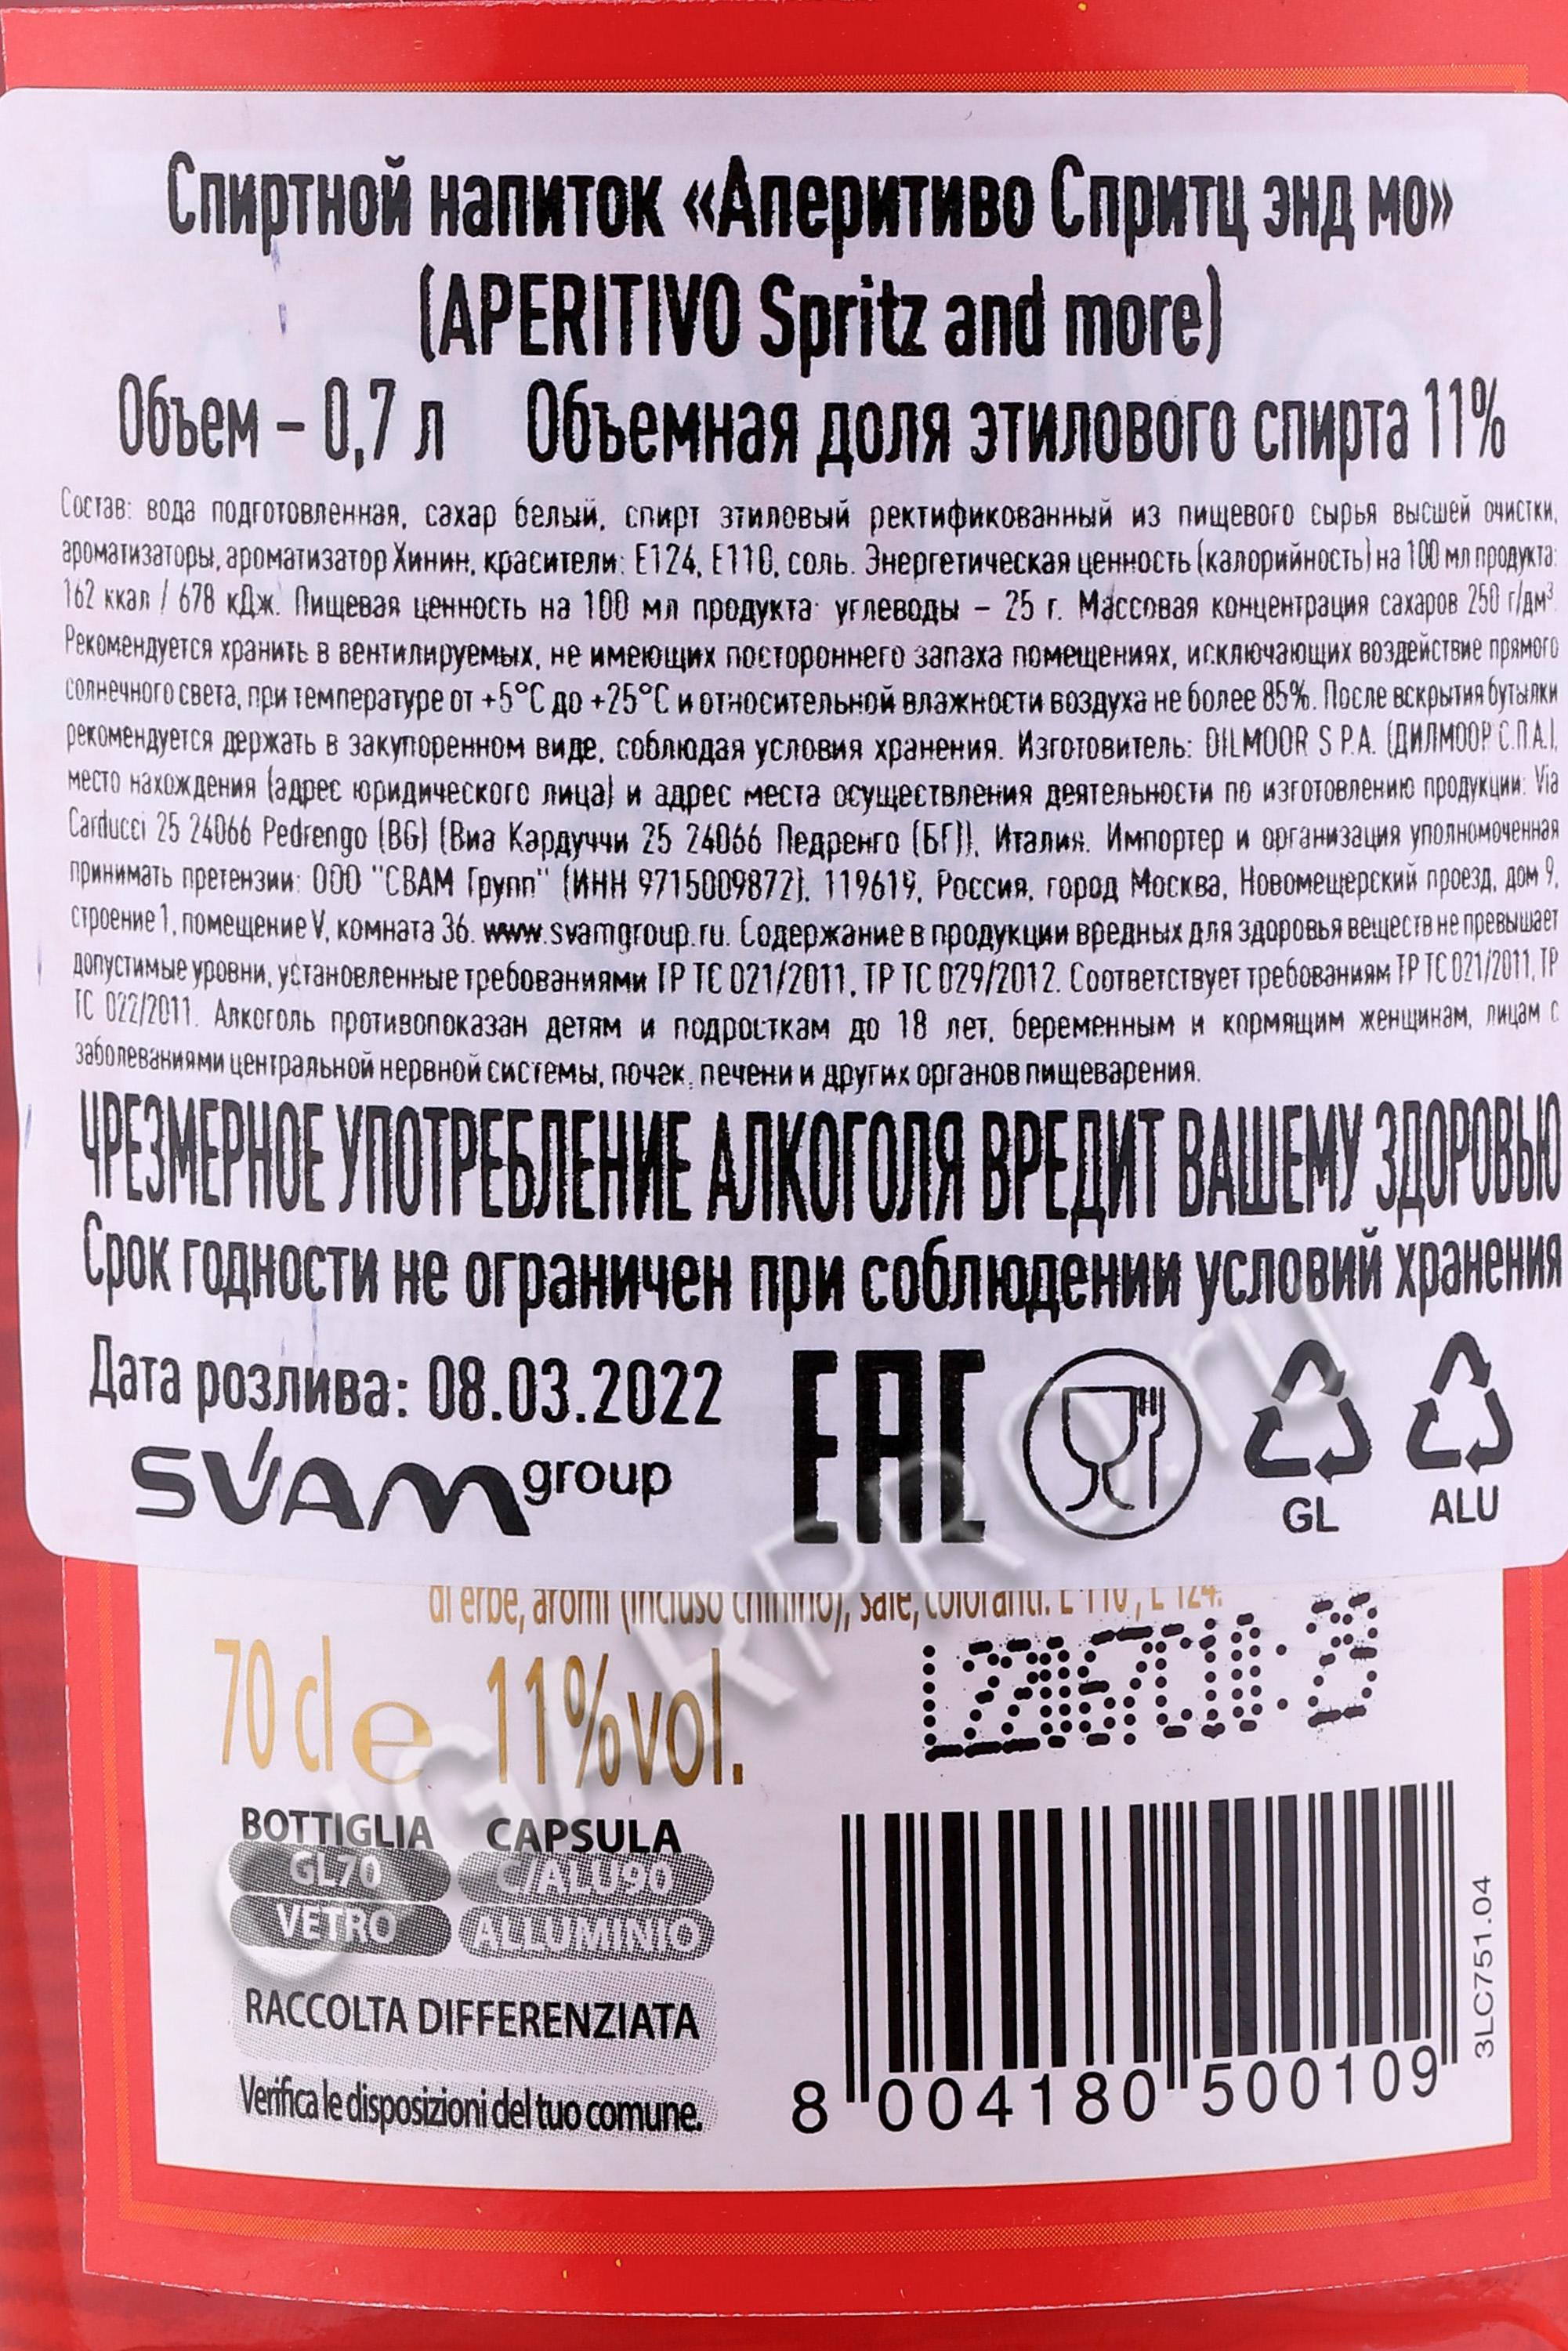 Спиртной напиток «Аперитиво Спритц энд мо»
(APERITIVO Spritz and more)
Объем – 0,7 л Объемная доля этилового спирта 11%
Состав: вода подготовленная, сахар белый, спирт этиловый ректификованный из пищевого сырья высшей очистки,
ароматизаторы, ароматизатор Хинин, красители: E124, E110, соль. Энергетическая ценность (калорийность) на 100 мл продукта:
162 ккал / 678 кДж. Пищевая ценность на 100 мл продукта: углеводы – 25 г. Массовая концентрация сахаров 250 г/дм³.
Рекомендуется хранить в вентилируемых, не имеющих постороннего запаха помещениях, исключающих воздействие прямого
солнечного света, при температуре от +5°C до +25°C и относительной влажности воздуха не более 85%. После вскрытия бутылки
рекомендуется держать в закупоренном виде, соблюдая условия хранения. Изготовитель: DILMOOR S.P.A. (ДИЛМООР С.П.А.),
место нахождения (адрес юридического лица) и адрес места осуществления деятельности по изготовлению продукции: Via
Carducci 25 24066 Pedrengo (BG) (Виа Кардуччи 25 24066 Педренго (БГ)), Италия. Импортер и организация уполномоченная
принимать претензии: ООО "СВАМ Групп" (ИНН 9715009872), 119619, Россия, город Москва, Новомещерский проезд, дом 9,
строение 1, помещение V, комната 36. www.svamgroup.ru. Содержание в продукции вредных для здоровья веществ не превышает
допустимые уровни, установленные требованиями ТР ТС 021/2011, ТР ТС 029/2012. Соответствует требованиям ТР ТС 021/2011, ТР
ТС 022/2011. Алкоголь противопоказан детям и подросткам до 18 лет, беременным и кормящим женщинам, лицам с
заболеваниями центральной нервной системы, почек, печени и других органов пищеварения.
ЧРЕЗМЕРНОЕ УПОТРЕБЛЕНИЕ АЛКОГОЛЯ ВРЕДИТ ВАШЕМУ ЗДОРОВЬЮ
Срок годности не ограничен при соблюдении условий хранения
Дата розлива: 08.03.2022
SVAM group
EAC
GL
ALU
di erbe, aromi (incluso chinino), sale, coloranti: E 110, E 124.
70 cl e 11%vol.
BOTTIGLIA CAPSULA
GL70 C/ALU90
VETRO ALLUMINIO
RACCOLTA DIFFERENZIATA
Verifica le disposizioni del tuo comune.
8 004180 500109
3LC751.04
CIGARPRO.ru